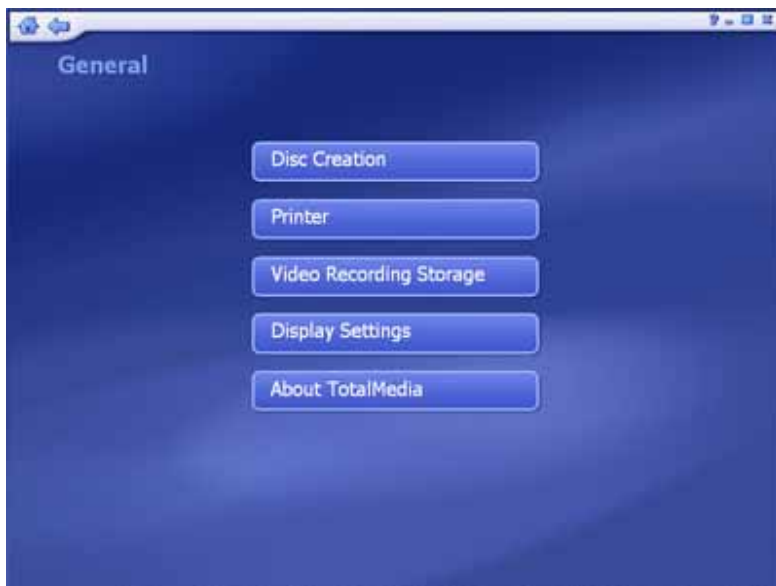 General
Disc Creation
Printer
Video Recording Storage
Display Settings
About TotalMedia